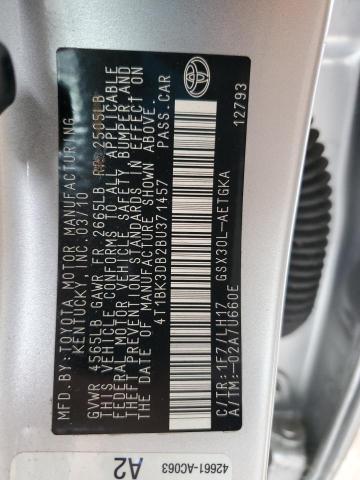 MFD BY:TOYOTA MOTOR MANUFACTURING
KENTUCKY, INC. 03/10
GVWR 4565LB GAWR FR 2665LB RR 2505LB
THIS VEHICLE CONFORMS TO ALL APPLICABLE
FEDERAL MOTOR VEHICLE SAFETY BUMPER,AND
THEFT PREVENTION STANDARDS IN EFFECT ON
THE DATE OF MANUFACTURE SHOWN ABOVE.
4T1BK3DB2BU371457 PASS.CAR
C/TR:1F7/LH17 GSX30L-AETGKA
A/TM:-02A/U660E 12793
42661-AC063
A2